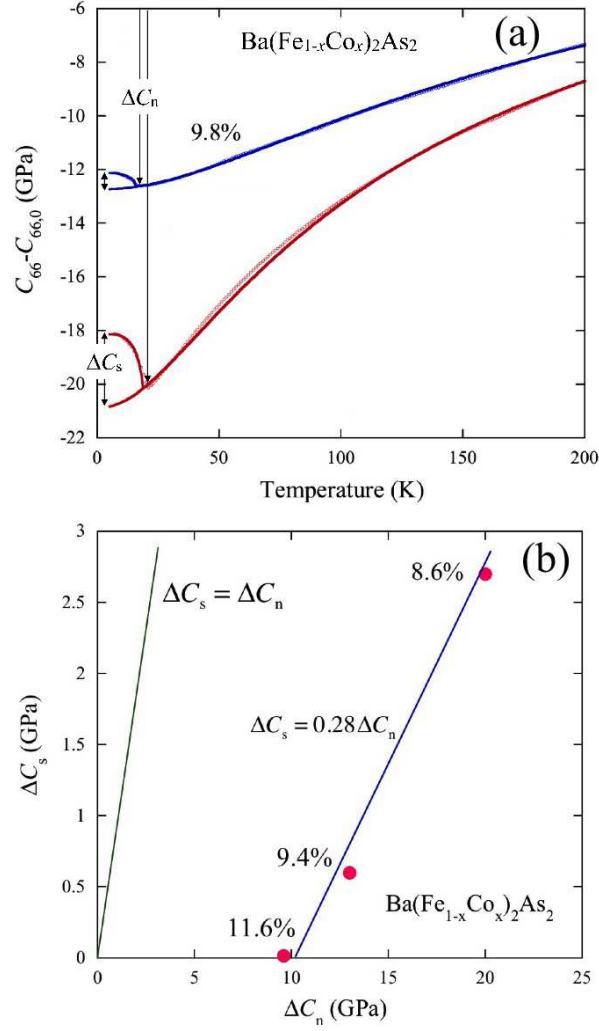 (a)
Ba(Fe1-xCox)2As2
ΔCn
9.8%
ΔCs
-6
-8
-10
-12
-14
-16
-18
-20
-22
C66-C66,0 (GPa)
0
50
100
150
200
Temperature (K)
(b)
3
2.5
2
1.5
1
0.5
0
ΔCs (GPa)
ΔCs = ΔCn
8.6%
ΔCs = 0.28ΔCn
9.4%
11.6%
Ba(Fe1-xCox)2As2
0
5
10
15
20
25
ΔCn (GPa)